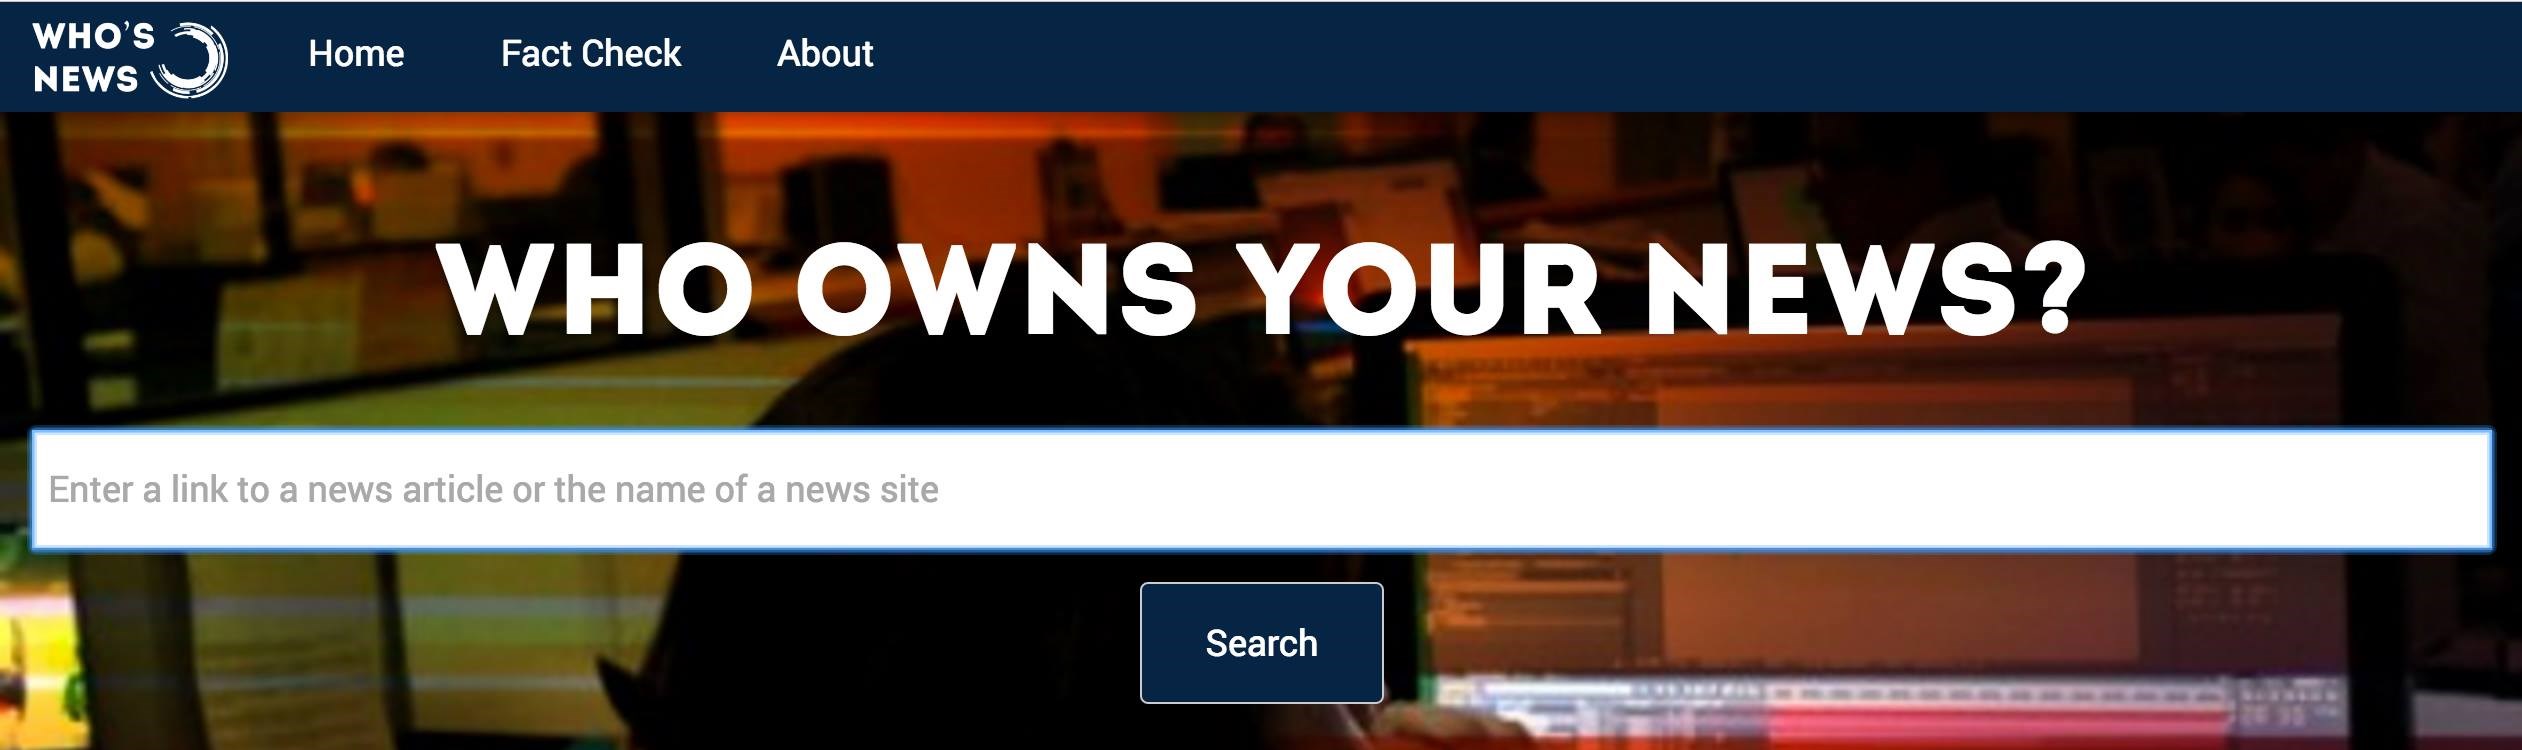 WHO'S
NEWS
Home
Fact Check
About
WHO OWNS YOUR NEWS?
Enter a link to a news article or the name of a news site
Search